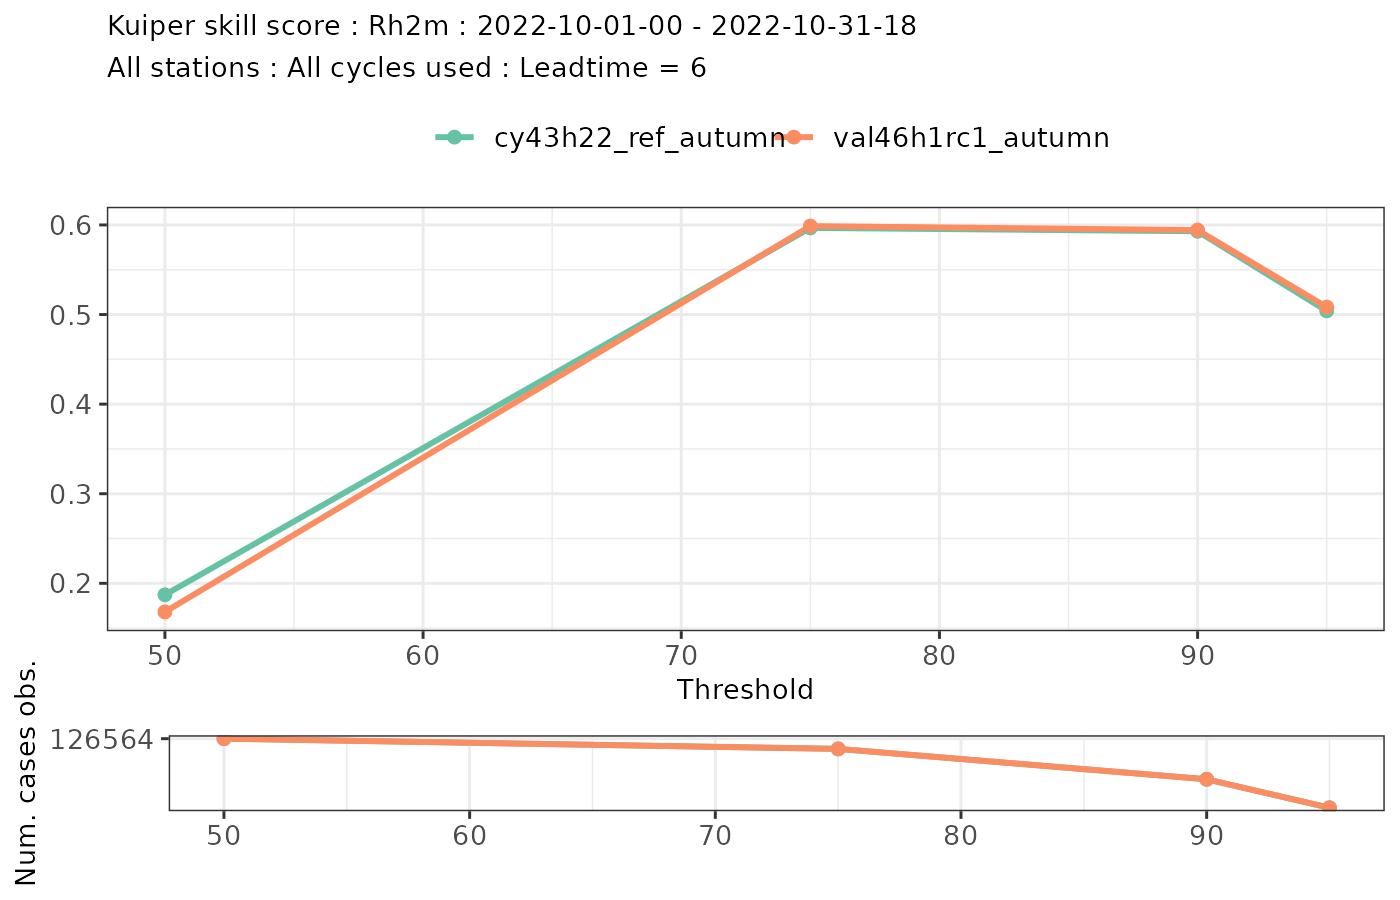 Kuiper skill score : Rh2m : 2022-10-01-00 - 2022-10-31-18
All stations : All cycles used : Leadtime = 6
cy43h22_ref_autumn val46h1rc1_autumn
0.6
0.5
0.4
0.3
0.2
50 60 70 80 90
Threshold
Num. cases obs.
126564
50 60 70 80 90